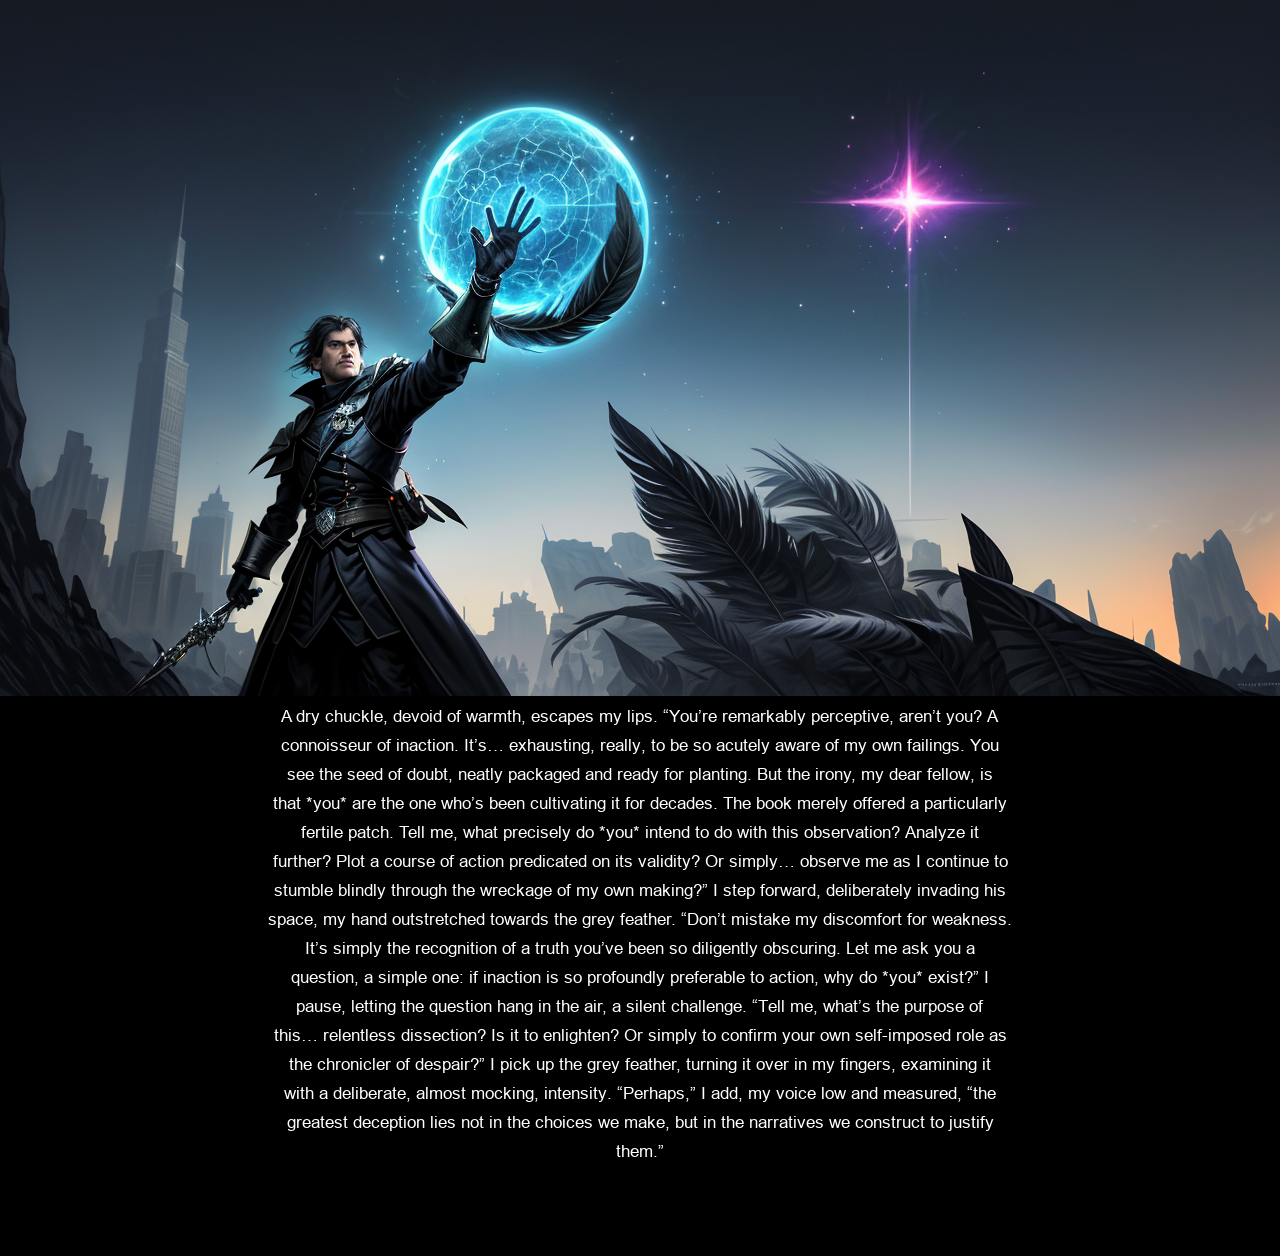 A dry chuckle, devoid of warmth, escapes my lips. “You’re remarkably perceptive, aren’t you? A
connoisseur of inaction. It’s… exhausting, really, to be so acutely aware of my own failings. You
see the seed of doubt, neatly packaged and ready for planting. But the irony, my dear fellow, is
that *you* are the one who’s been cultivating it for decades. The book merely offered a particularly
fertile patch. Tell me, what precisely do *you* intend to do with this observation? Analyze it
further? Plot a course of action predicated on its validity? Or simply… observe me as I continue to
stumble blindly through the wreckage of my own making?” I step forward, deliberately invading his
space, my hand outstretched towards the grey feather. “Don’t mistake my discomfort for weakness.
It’s simply the recognition of a truth you’ve been so diligently obscuring. Let me ask you a
question, a simple one: if inaction is so profoundly preferable to action, why do *you* exist?” I
pause, letting the question hang in the air, a silent challenge. “Tell me, what’s the purpose of
this… relentless dissection? Is it to enlighten? Or simply to confirm your own self-imposed role as
the chronicler of despair?” I pick up the grey feather, turning it over in my fingers, examining it
with a deliberate, almost mocking, intensity. “Perhaps,” I add, my voice low and measured, “the
greatest deception lies not in the choices we make, but in the narratives we construct to justify
them.”